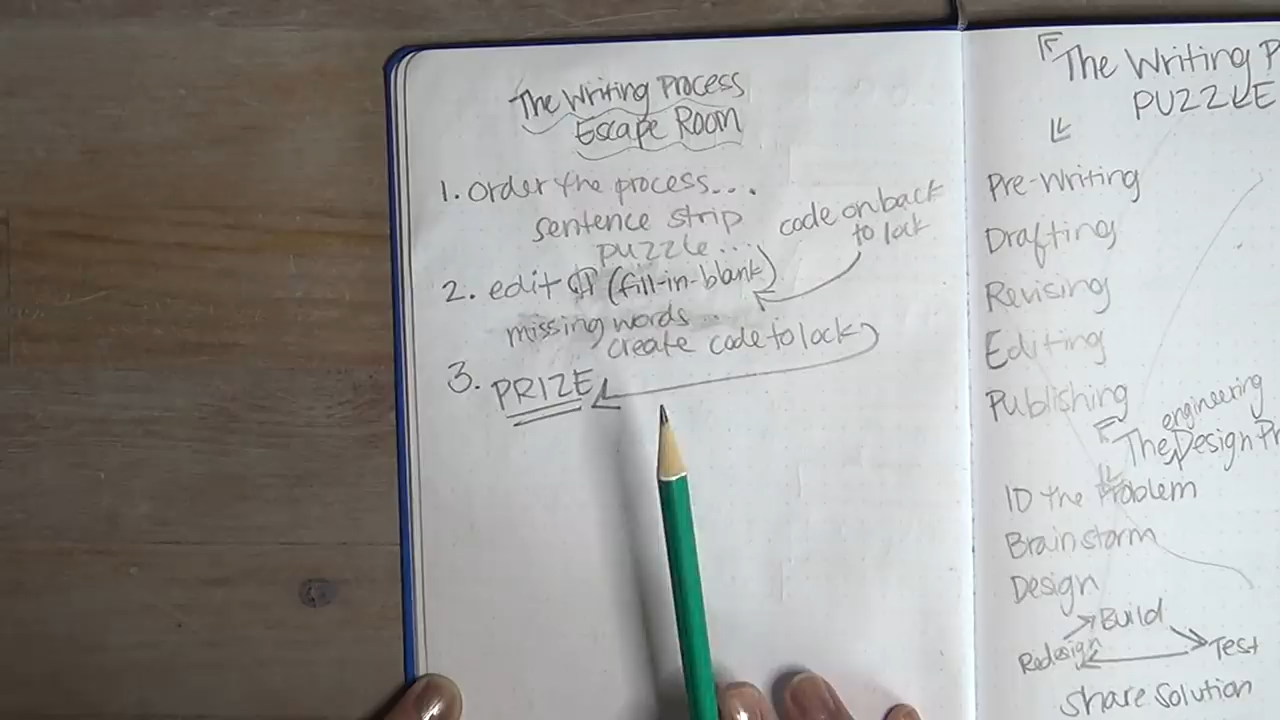 The Writing Process
Escape Room
1. order the process...
sentence strip
puzzle...
code on back
to lock
2. edit (fill-in-blank)
missing words...
create code to lock
3. PRIZE
The Writing P
PUZZLE
Pre-Writing
Drafting
Revising
Editing
Publishing
engineering
The Design Pr
ID the Problem
Brainstorm
Design
Build
Redesign
Test
Share Solution